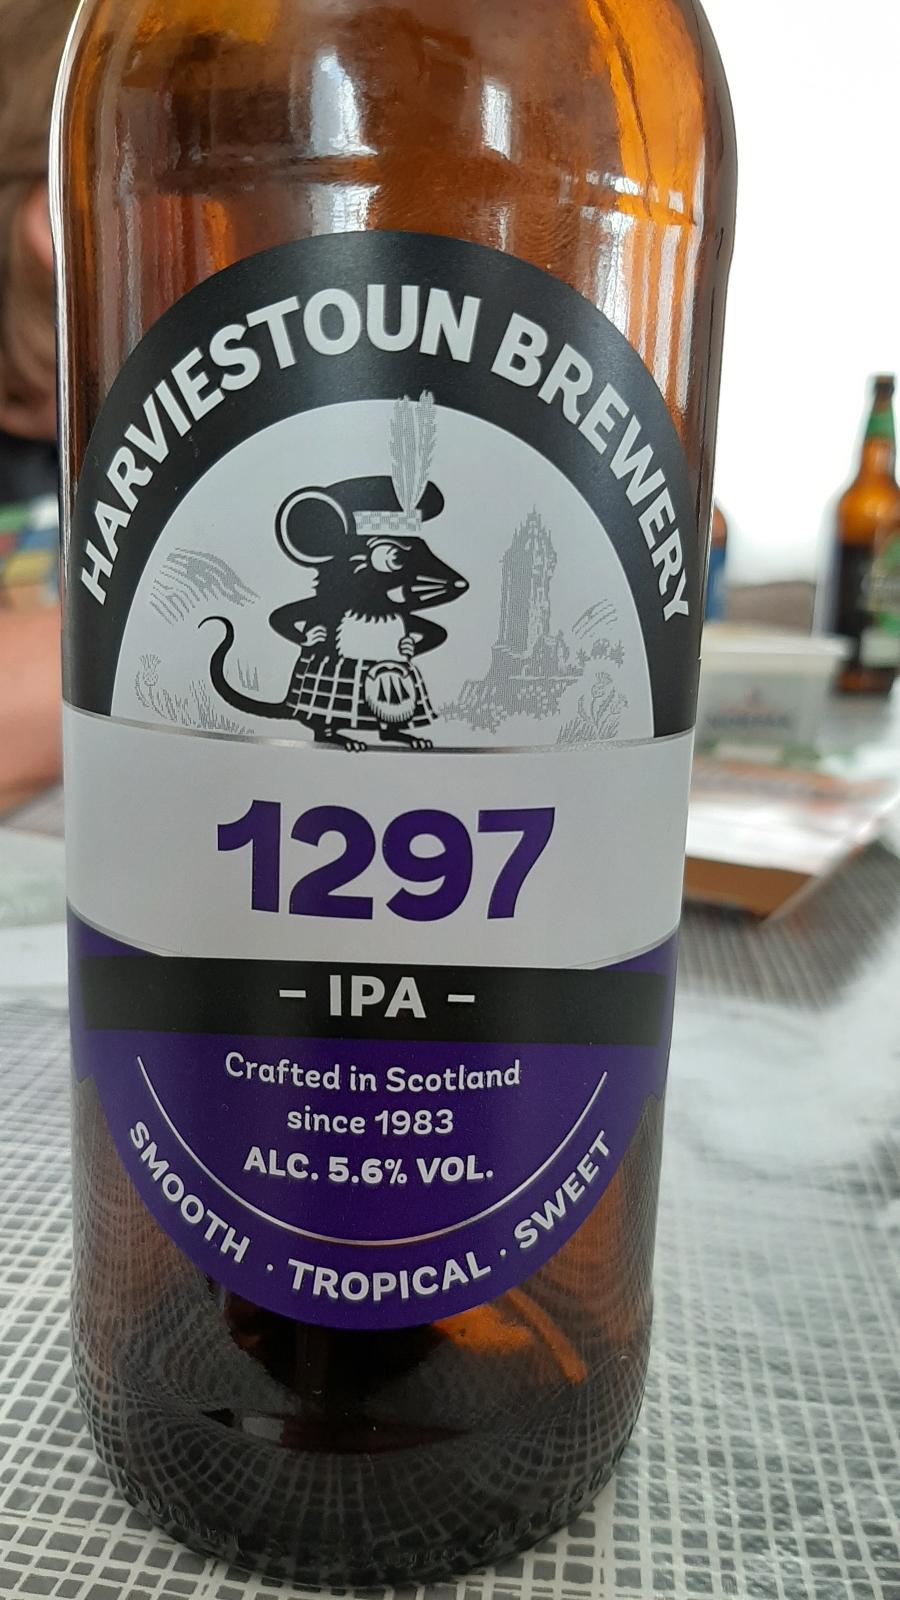 HARVIESTOUN BREWERY
1297
– IPA –
Crafted in Scotland
since 1983
ALC. 5.6% VOL.
SMOOTH · TROPICAL · SWEET